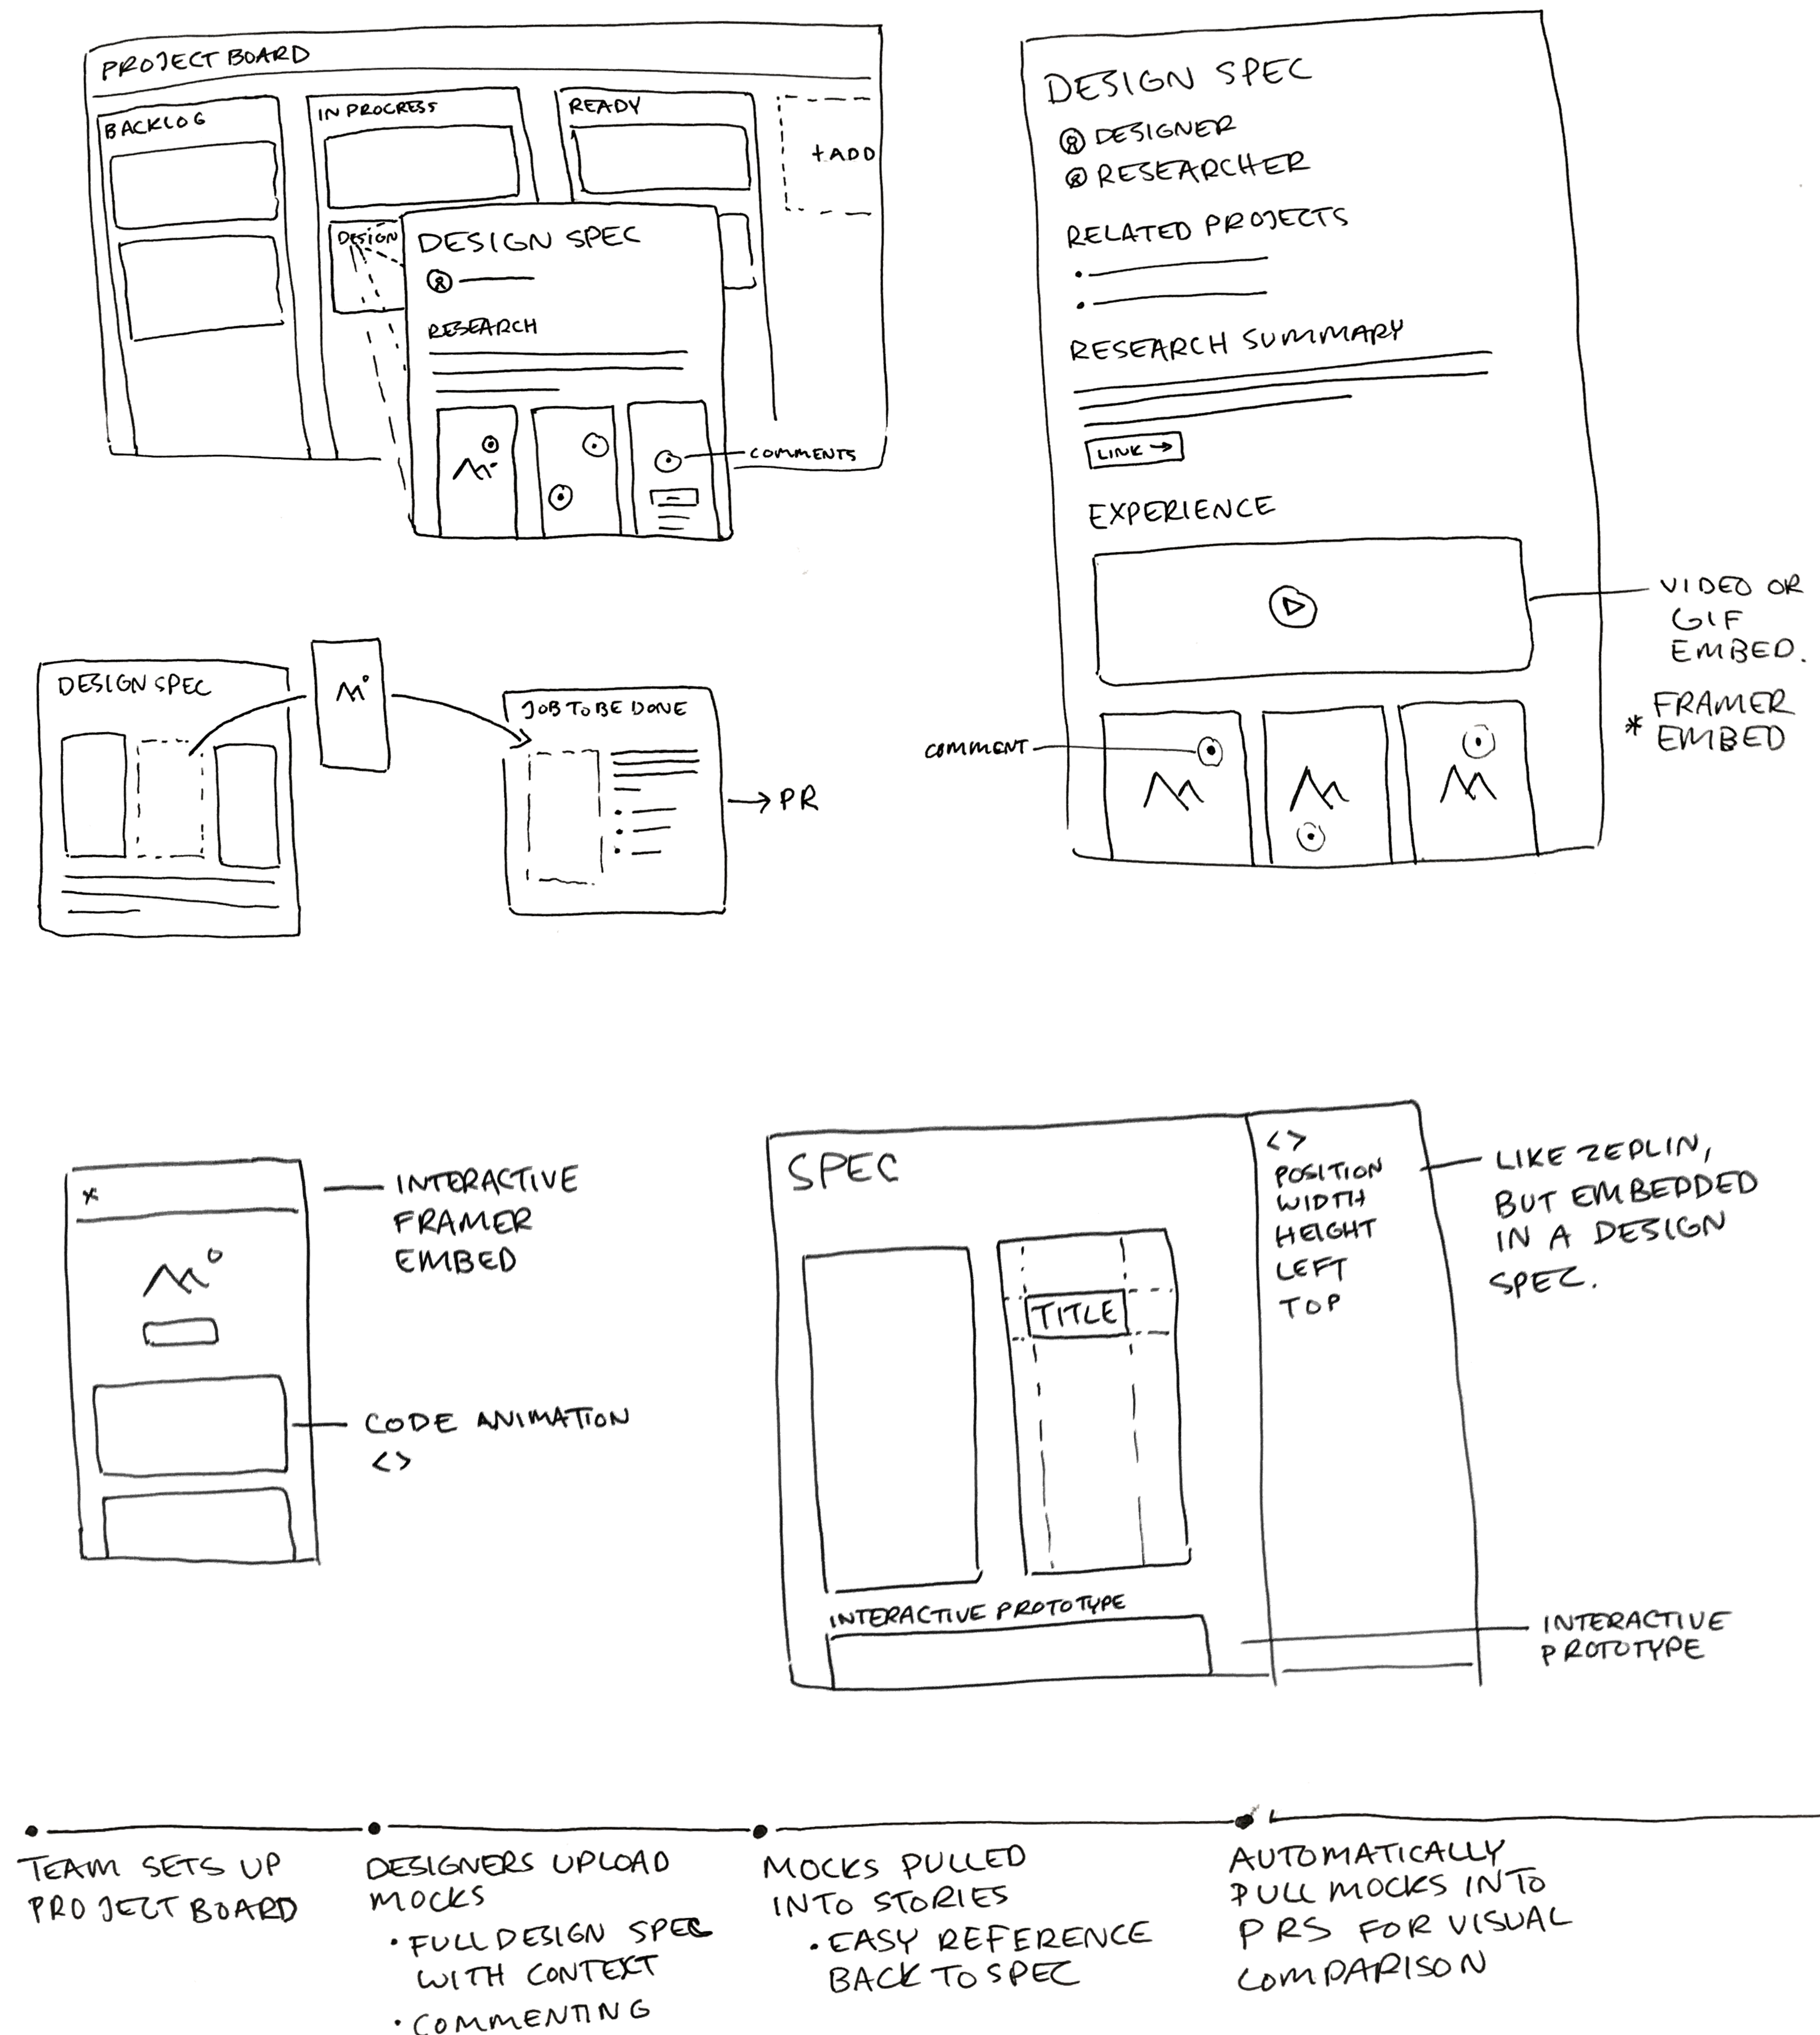 PROJECT BOARD
BACKLOG
IN PROGRESS
READY
+ADD
DESIGN
DESIGN SPEC
RESEARCH
COMMENTS
DESIGN SPEC
DESIGNER
RESEARCHER
RELATED PROJECTS
RESEARCH SUMMARY
LINK →
EXPERIENCE
VIDEO OR
GIF
EMBED.
* FRAMER
EMBED
COMMENT
DESIGN SPEC
JOB TO BE DONE
→ PR
x
INTERACTIVE
FRAMER
EMBED
CODE ANIMATION
<>
SPEC
TITLE
INTERACTIVE PROTOTYPE
<>
POSITION
WIDTH
HEIGHT
LEFT
TOP
LIKE ZEPLIN,
BUT EMBEDDED
IN A DESIGN
SPEC.
INTERACTIVE
PROTOTYPE
TEAM SETS UP
PROJECT BOARD
DESIGNERS UPLOAD
MOCKS
• FULL DESIGN SPEC
WITH CONTEXT
• COMMENTING
MOCKS PULLED
INTO STORIES
• EASY REFERENCE
BACK TO SPEC
AUTOMATICALLY
PULL MOCKS INTO
PRS FOR VISUAL
COMPARISON